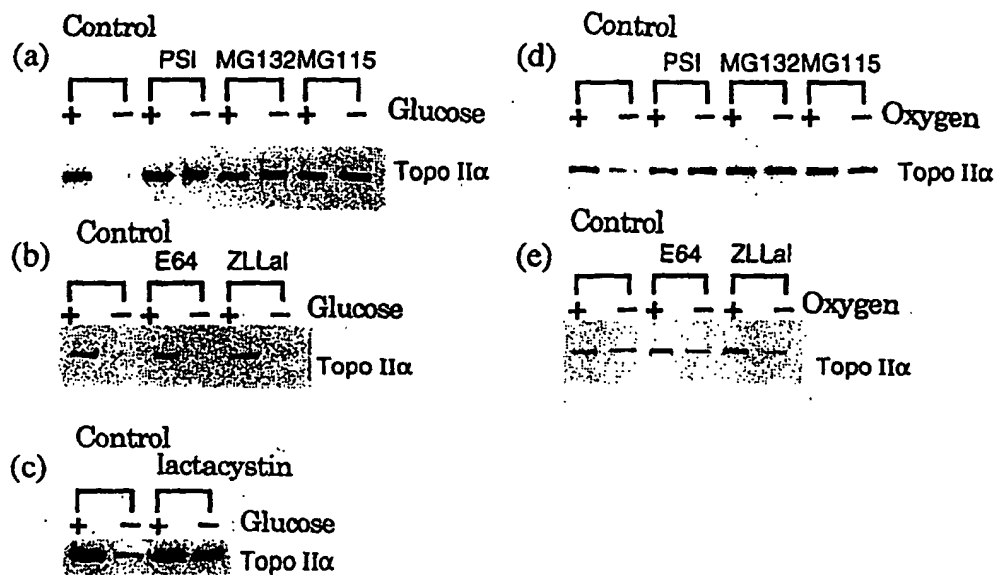 Control
(a)
PSI MG132MG115
+ − + − + − + − Glucose
Topo IIα
Control
(b)
E64 ZLLal
+ − + − + − Glucose
Topo IIα
Control
(c)
lactacystin
+ − + − Glucose
Topo IIα
Control
(d)
PSI MG132MG115
+ − + − + − + − Oxygen
Topo IIα
Control
(e)
E64 ZLLal
+ − + − + − Oxygen
Topo IIα